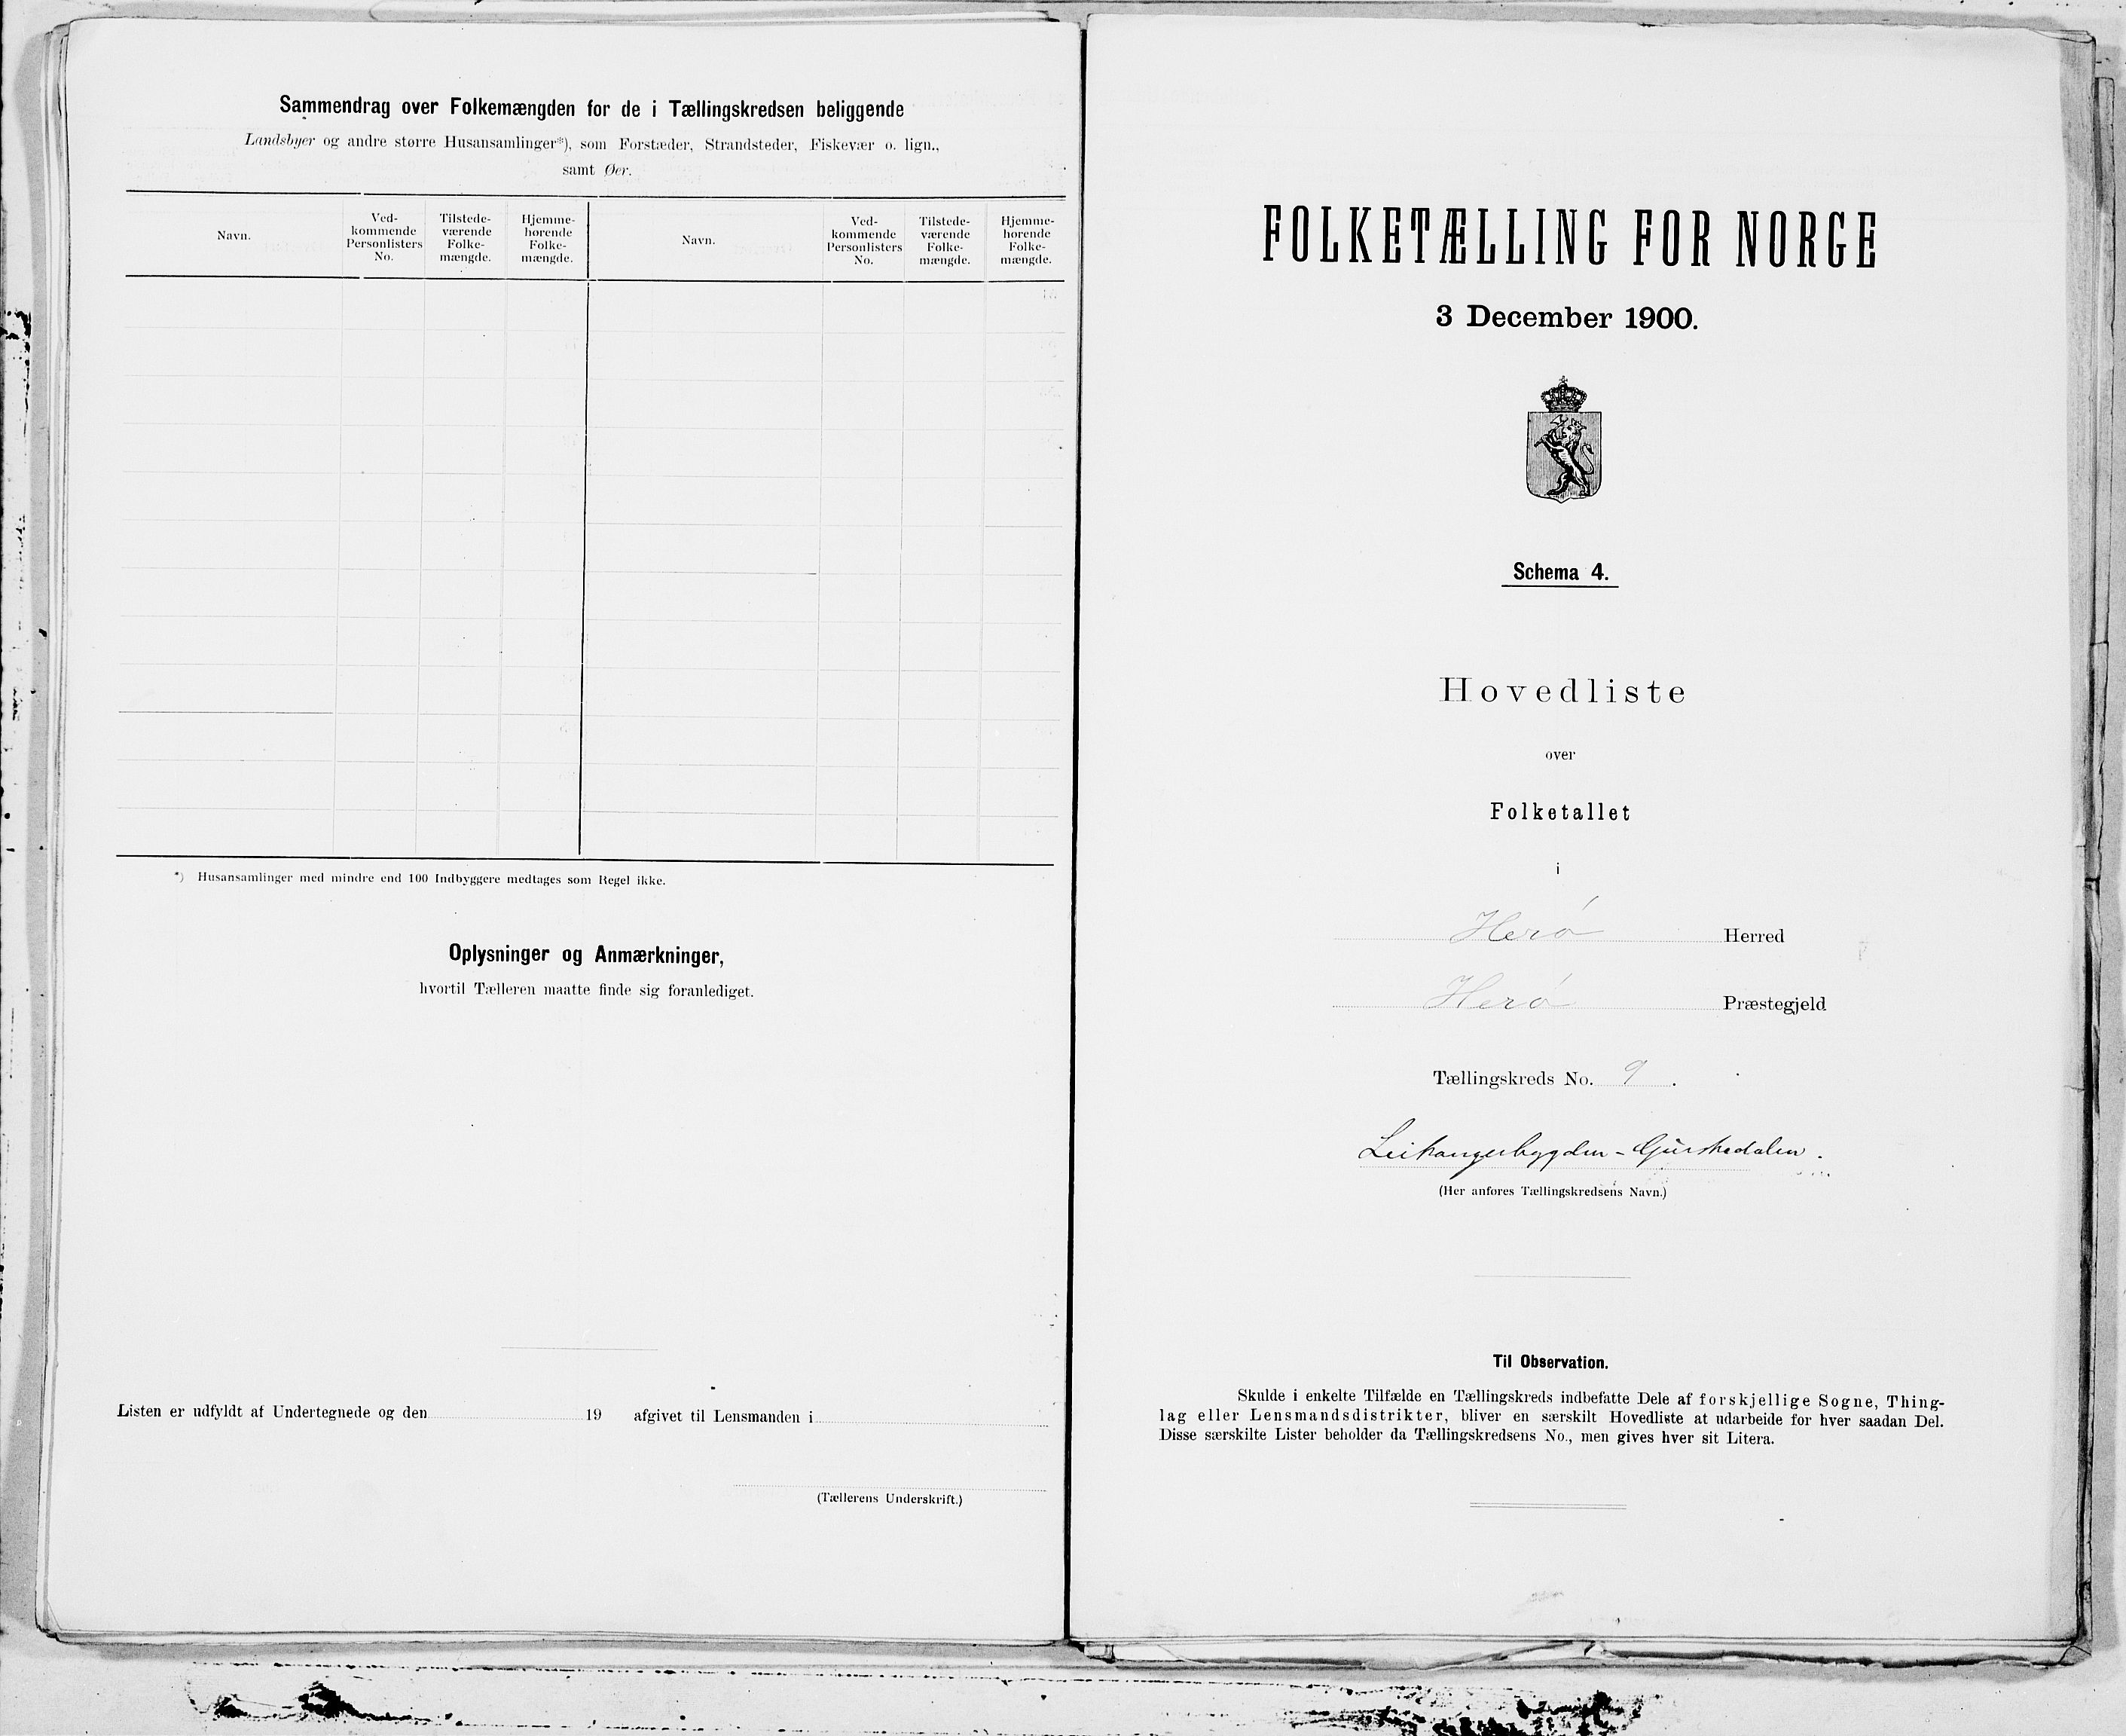 Sammendrag over Folkemængden for de i Tællingskredsen beliggende
Landsbyer og andre større Husansamlinger*), som Forstæder, Strandsteder, Fiskevær o. lign.,
samt Øer.
Navn.
Ved-
kommende
Personlisters
No.
Tilstede-
værende
Folke-
mængde.
Hjemme-
hørende
Folke-
mængde.
Navn.
Ved-
kommende
Personlisters
No.
Tilstede-
værende
Folke-
mængde.
Hjemme-
hørende
Folke-
mængde.
*) Husansamlinger med mindre end 100 Indbyggere medtages som Regel ikke.
Oplysninger og Anmærkninger,
hvortil Tælleren maatte finde sig foranlediget.
Listen er udfyldt af Undertegnede og den 19 afgivet til Lensmanden i
(Tællerens Underskrift.)
FOLKETÆLLING FOR NORGE
3 December 1900.
Schema 4.
Hovedliste
over
Folketallet
i
Herø Herred
Herø Præstegjeld
Tællingskreds No. 9.
Leikangerbygden - Gurskedalen.
(Her anføres Tællingskredsens Navn.)
Til Observation.
Skulde i enkelte Tilfælde en Tællingskreds indbefatte Dele af forskjellige Sogne, Thing-
lag eller Lensmandsdistrikter, bliver en særskilt Hovedliste at udarbeide for hver saadan Del.
Disse særskilte Lister beholder da Tællingskredsens No., men gives hver sit Litera.